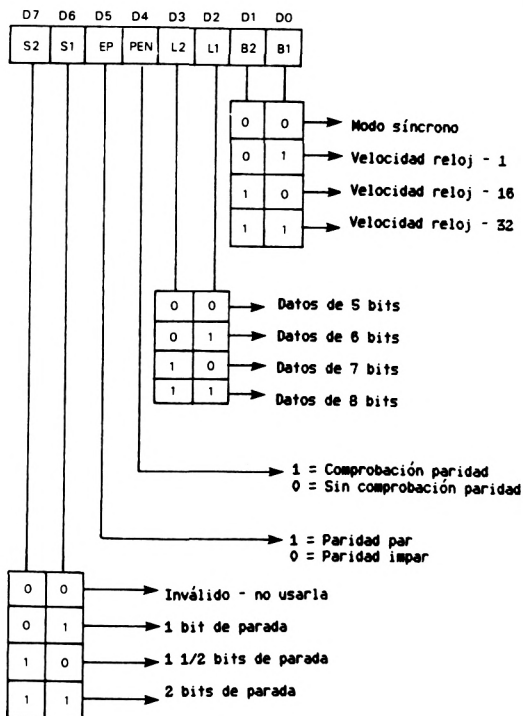 D7 D6 D5 D4 D3 D2 D1 D0
S2 S1 EP PEN L2 L1 B2 B1
0 0 Modo síncrono
0 1 Velocidad reloj - 1
1 0 Velocidad reloj - 16
1 1 Velocidad reloj - 32
0 0 Datos de 5 bits
0 1 Datos de 6 bits
1 0 Datos de 7 bits
1 1 Datos de 8 bits
1 = Comprobación paridad
0 = Sin comprobación paridad
1 = Paridad par
0 = Paridad impar
0 0 Inválido - no usarla
0 1 1 bit de parada
1 0 1 1/2 bits de parada
1 1 2 bits de parada